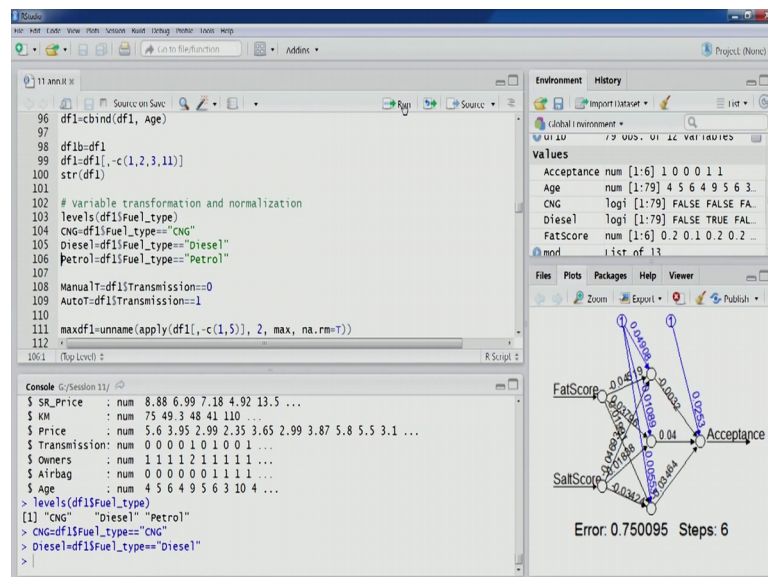 RStudio
File Edit Code View Plots Session Build Debug Profile Tools Help
Go to file/function Addins Project: (None)
11 ann.R
Source on Save Run Source
96 df1=cbind(df1, Age)
97
98 df1b=df1
99 df1=df1[,-c(1,2,3,11)]
100 str(df1)
101
102 # Variable transformation and normalization
103 levels(df1$Fuel_type)
104 CNG=df1$Fuel_type=="CNG"
105 Diesel=df1$Fuel_type=="Diesel"
106 Petrol=df1$Fuel_type=="Petrol"
107
108 ManualT=df1$Transmission==0
109 AutoT=df1$Transmission==1
110
111 maxdf1=unname(apply(df1[,-c(1,5)], 2, max, na.rm=T))
112
106:1 (Top Level) R Script
Console G:/Session 11/
$ SR_Price : num 8.88 6.99 7.18 4.92 13.5 ...
$ KM : num 75 49.3 48 41 110 ...
$ Price : num 5.6 3.95 2.99 2.35 3.65 2.99 3.87 5.8 5.5 3.1 ...
$ Transmission: num 0 0 0 0 1 0 1 0 0 1 ...
$ Owners : num 1 1 1 1 2 1 1 1 1 1 ...
$ Airbag : num 0 0 0 0 0 0 1 1 1 1 ...
$ Age : num 4 5 6 4 9 5 6 3 10 4 ...
> levels(df1$Fuel_type)
[1] "CNG" "Diesel" "Petrol"
> CNG=df1$Fuel_type=="CNG"
> Diesel=df1$Fuel_type=="Diesel"
>
Environment History
Import Dataset List
Global Environment
df1b 79 obs. of 12 variables
Values
Acceptance num [1:6] 1 0 0 0 1 1
Age num [1:79] 4 5 6 4 9 5 6 3...
CNG logi [1:79] FALSE FALSE FA...
Diesel logi [1:79] FALSE TRUE FAL...
FatScore num [1:6] 0.2 0.1 0.2 0.2 ...
mod List of 13
Files Plots Packages Help Viewer
Zoom Export Publish
1 1
0.04908
FatScore
-0.0032
0.01089
0.0253
0.04
Acceptance
0.01838
SaltScore
-0.03424
0.03464
Error: 0.750095 Steps: 6